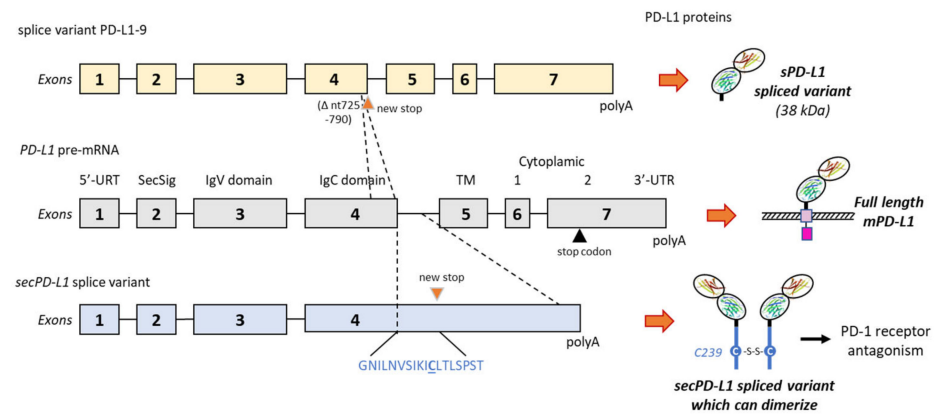 splice variant PD-L1-9
PD-L1 proteins
Exons 1 2 3 4 5 6 7
polyA
(Δ nt725
-790)
new stop
sPD-L1
spliced variant
(38 kDa)
PD-L1 pre-mRNA
Cytoplamic
5'-URT SecSig IgV domain IgC domain TM 1 2 3'-UTR
Exons 1 2 3 4 5 6 7
polyA
stop codon
Full length
mPD-L1
secPD-L1 splice variant
new stop
Exons 1 2 3 4
polyA
GNILNVSIKICLTLSPST
C239 C -S-S- C
PD-1 receptor
antagonism
secPD-L1 spliced variant
which can dimerize